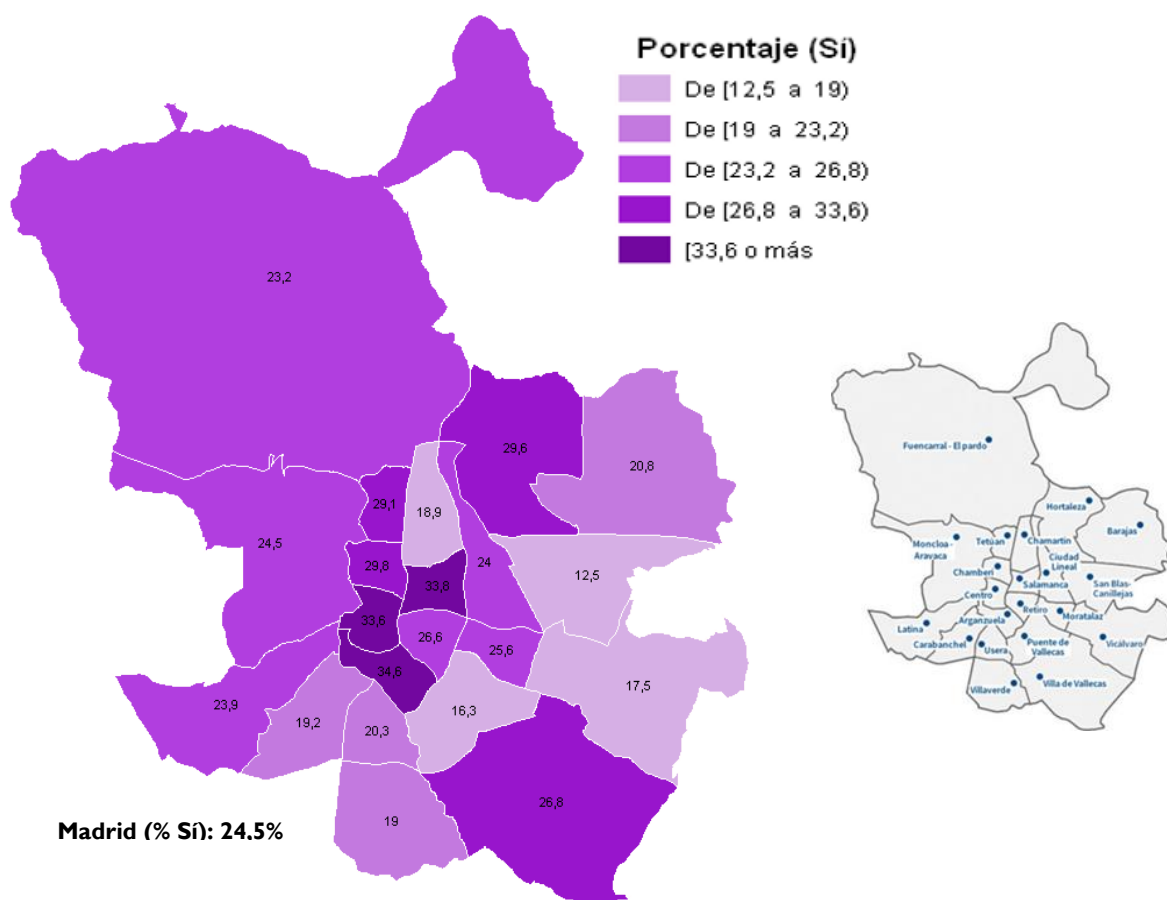 Porcentaje (Sí)
De [12,5 a 19)
De [19 a 23,2)
De [23,2 a 26,8)
De [26,8 a 33,6)
[33,6 o más
23,2
29,6
20,8
29,1
18,9
24,5
24
29,8
33,8
12,5
33,6
26,6
25,6
34,6
17,5
23,9
19,2
16,3
20,3
26,8
19
Madrid (% Sí): 24,5%
Fuencarral - El pardo
Hortaleza
Barajas
Moncloa -
Aravaca
Tetúan
Chamartín
Ciudad
Lineal
Chamberí
Salamanca
San Blas-
Canillejas
Centro
Retiro
Arganzuela
Moratalaz
Latina
Carabanchel
Usera
Puente de
Vallecas
Vicálvaro
Villaverde
Villa de Vallecas